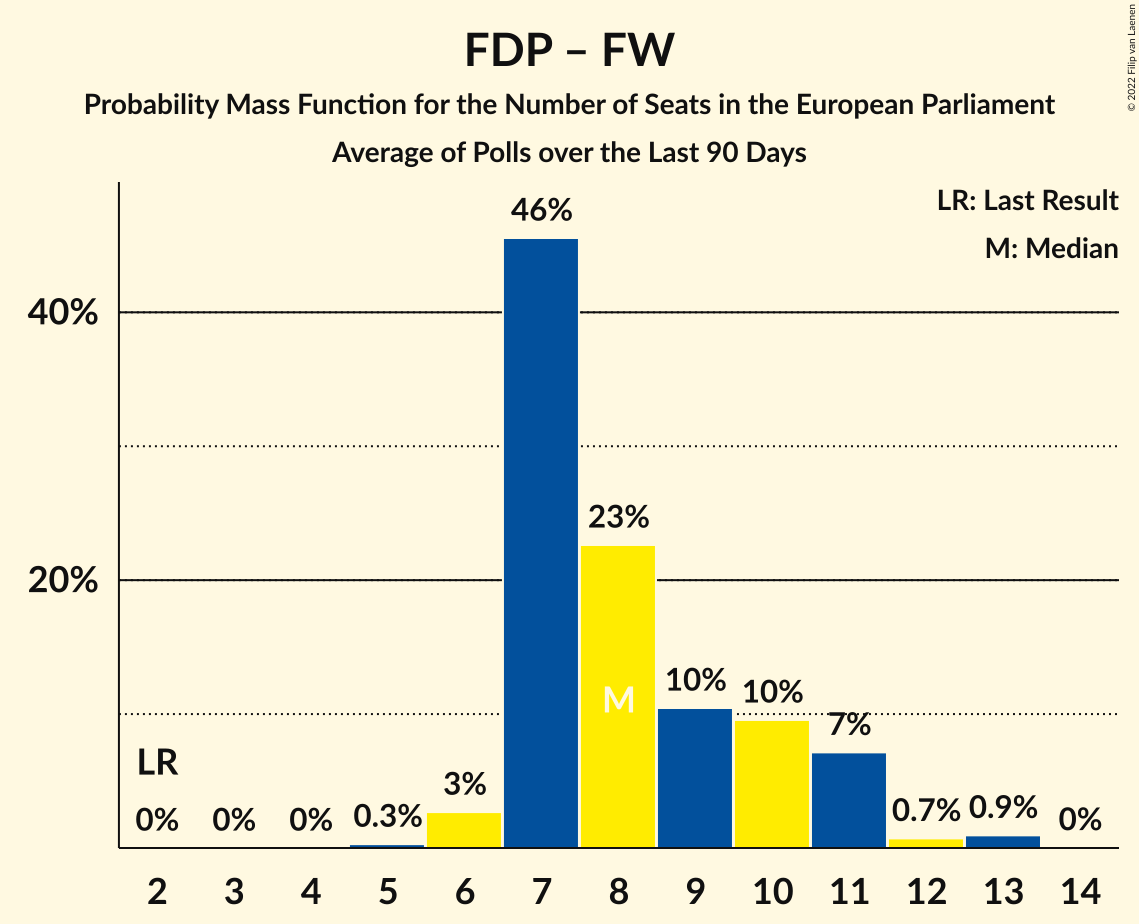 FDP – FW
Probability Mass Function for the Number of Seats in the European Parliament
Average of Polls over the Last 90 Days
© 2022 Filip van Laenen
LR: Last Result
M: Median
46%
40%
23%
20%
M
10%
10%
7%
LR
3%
0%
0%
0%
0.3%
0.7%
0.9%
0%
2 3 4 5 6 7 8 9 10 11 12 13 14